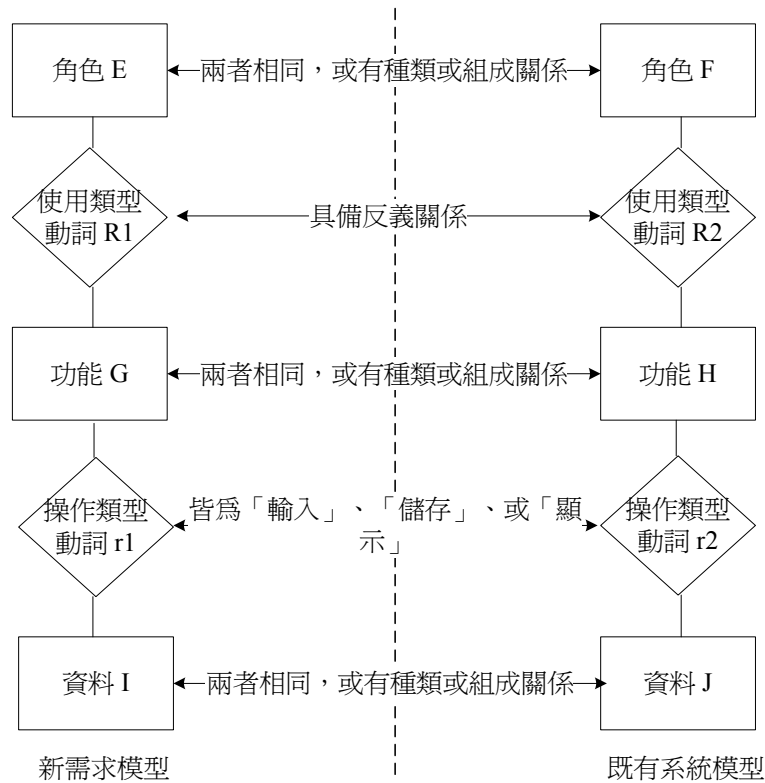 角色 E
兩者相同，或有種類或組成關係
角色 F
使用類型
動詞 R1
具備反義關係
使用類型
動詞 R2
功能 G
兩者相同，或有種類或組成關係
功能 H
操作類型
動詞 r1
皆為「輸入」、「儲存」、或「顯
示」
操作類型
動詞 r2
資料 I
兩者相同，或有種類或組成關係
資料 J
新需求模型
既有系統模型